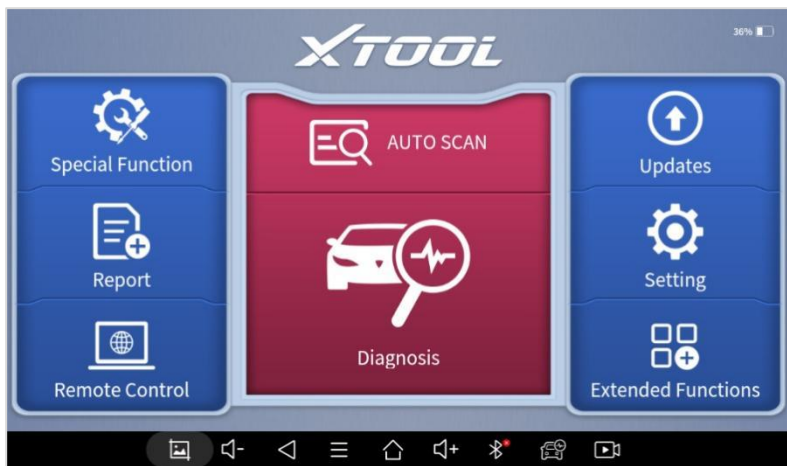 XTOOL
36%
Special Function
AUTO SCAN
Updates
Report
Setting
Diagnosis
Remote Control
Extended Functions